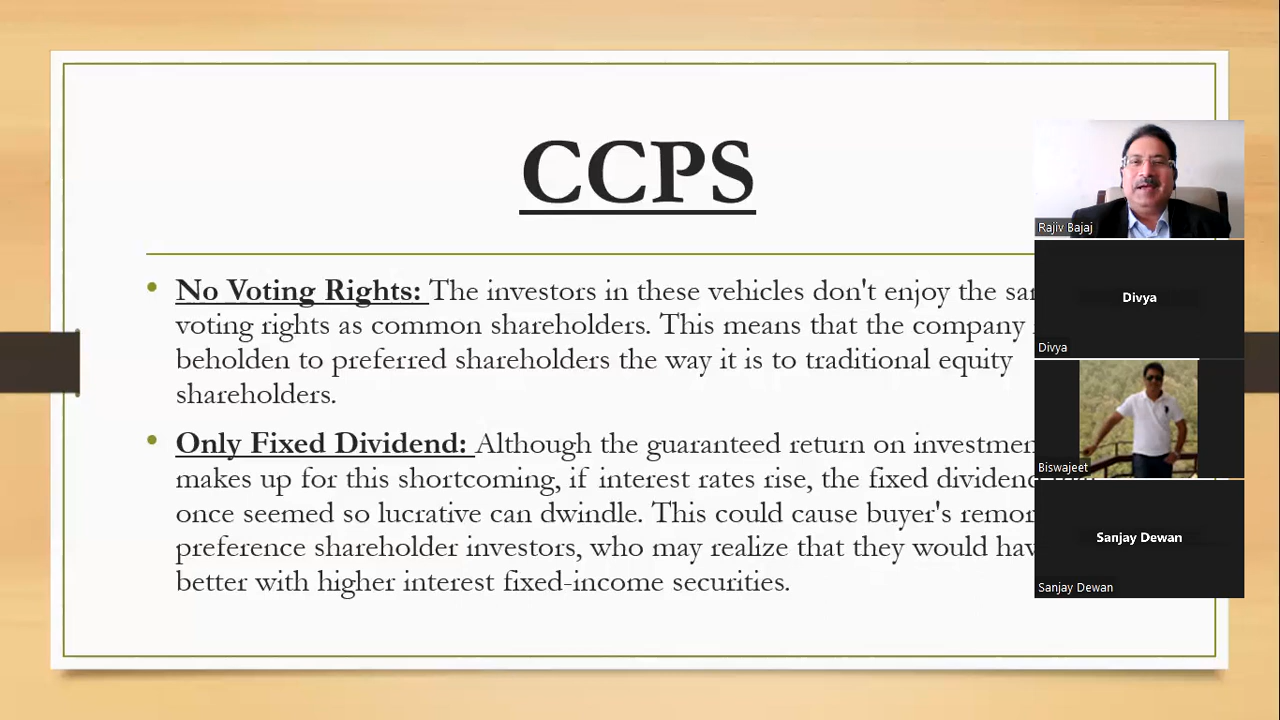 CCPS
• No Voting Rights: The investors in these vehicles don't enjoy the
voting rights as common shareholders. This means that the company
beholden to preferred shareholders the way it is to traditional equity
shareholders.
• Only Fixed Dividend: Although the guaranteed return on
makes up for this shortcoming, if interest rates rise, the fixed dividend
once seemed so lucrative can dwindle. This could cause buyer's
preference shareholder investors, who may realize that they would
better with higher interest fixed-income securities.
Rajiv Bajaj
Divya
Divya
Biswajeet
Sanjay Dewan
Sanjay Dewan